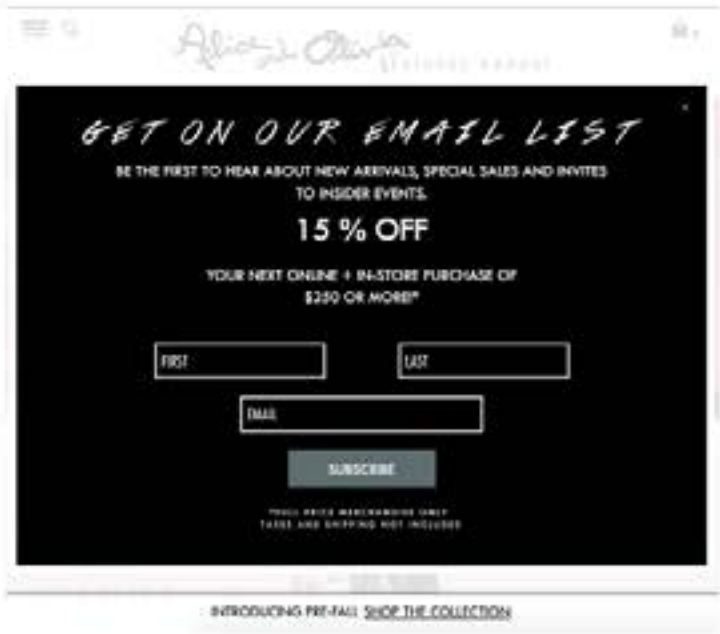 Alice and Olivia
GET ON OUR EMAIL LIST
BE THE FIRST TO HEAR ABOUT NEW ARRIVALS, SPECIAL SALES AND INVITES
TO INSIDER EVENTS.
15 % OFF
YOUR NEXT ONLINE + IN-STORE PURCHASE OF
$250 OR MORE!*
FIRST
LAST
EMAIL
SUBSCRIBE
*FULL PRICE MERCHANDISE ONLY
TAXES AND SHIPPING NOT INCLUDED
INTRODUCING PRE-FALL SHOP THE COLLECTION